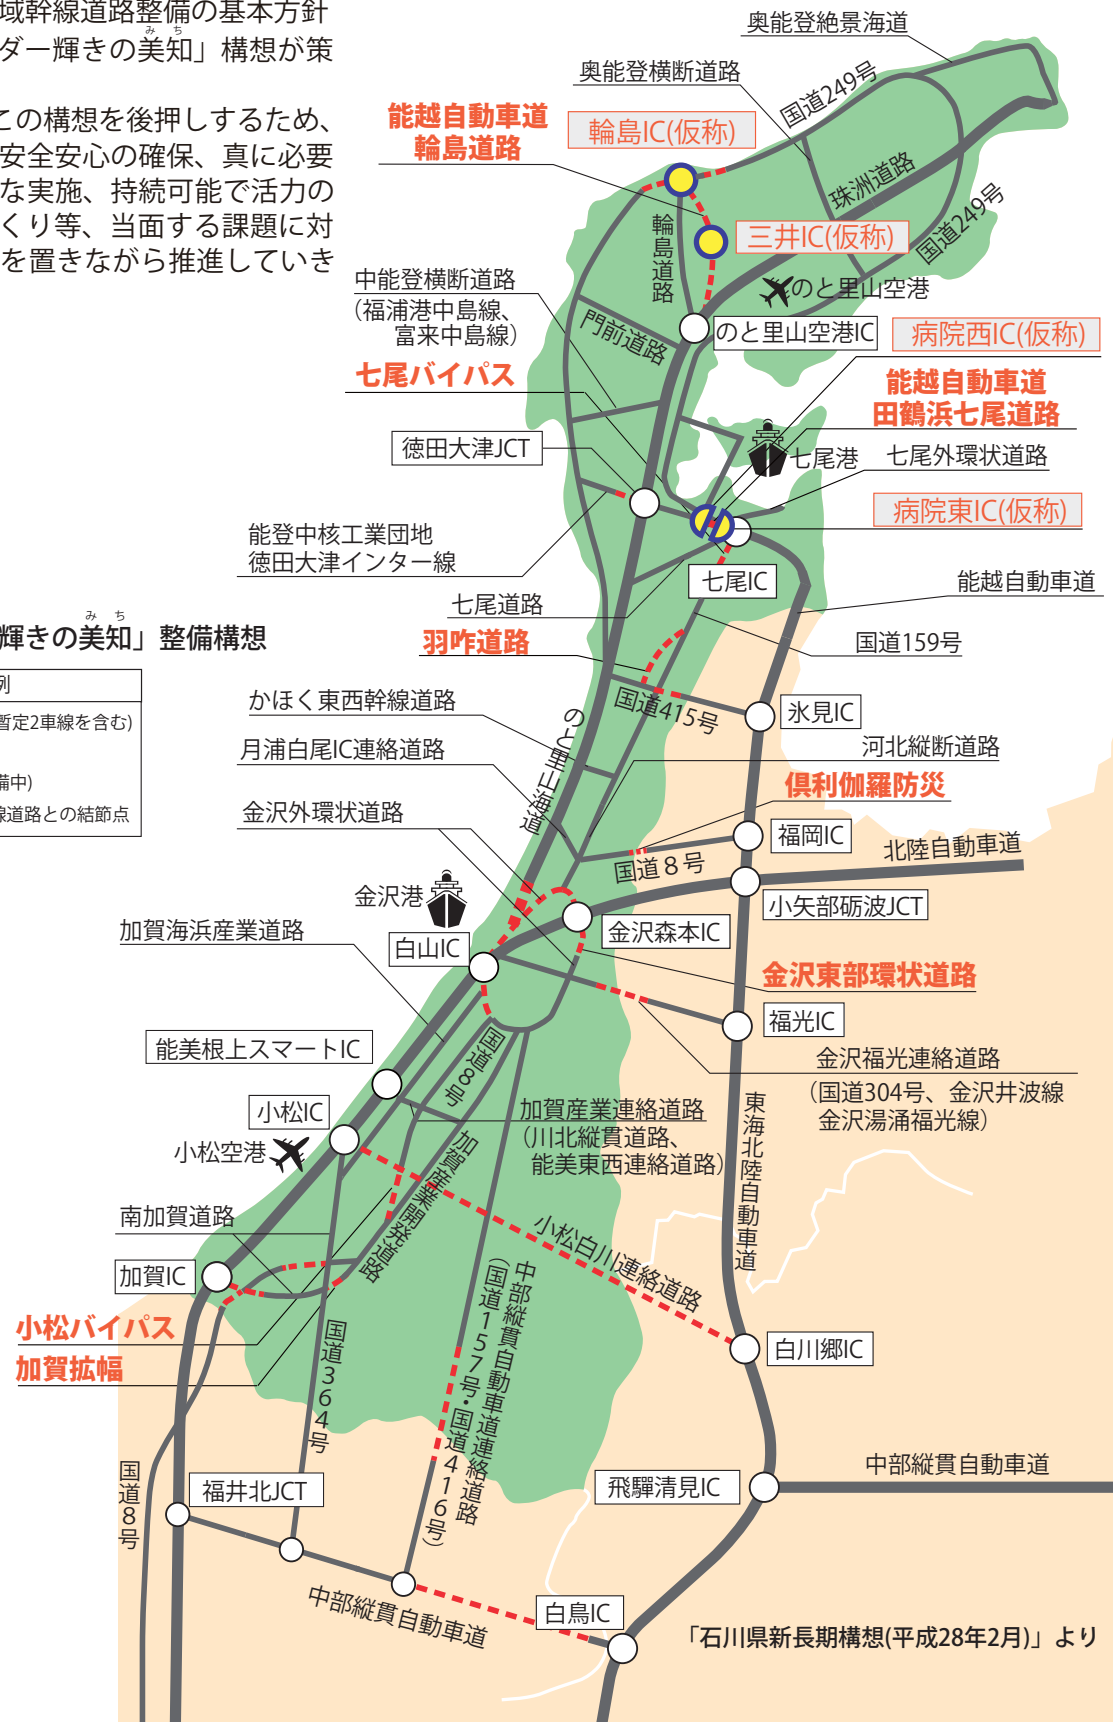 域幹線道路整備の基本方針
ダー輝きの美知」構想が策
みち
この構想を後押しするため、
安全安心の確保、真に必要
な実施、持続可能で活力の
くり等、当面する課題に対
を置きながら推進していき
奥能登絶景海道
奥能登横断道路
国道249号
能越自動車道
輪島道路
輪島IC(仮称)
珠洲道路
国道249号
輪島道路
三井IC(仮称)
中能登横断道路
(福浦港中島線、
富来中島線)
のと里山空港
門前道路
のと里山空港IC
病院西IC(仮称)
七尾バイパス
能越自動車道
田鶴浜七尾道路
徳田大津JCT
七尾港
七尾外環状道路
病院東IC(仮称)
能登中核工業団地
徳田大津インター線
七尾IC
能越自動車道
七尾道路
みち
輝きの美知」整備構想
羽咋道路
国道159号
例
暫定2車線を含む)
備中)
線道路との結節点
かほく東西幹線道路
国道415号
氷見IC
月浦白尾IC連絡道路
のと里山海道
河北縦断道路
倶利伽羅防災
金沢外環状道路
福岡IC
国道8号
北陸自動車道
金沢港
小矢部砺波JCT
加賀海浜産業道路
白山IC
金沢森本IC
金沢東部環状道路
福光IC
能美根上スマートIC
国道8号
金沢福光連絡道路
(国道304号、金沢井波線
金沢湯涌福光線)
小松IC
加賀産業連絡道路
(川北縦貫道路、
能美東西連絡道路)
東海北陸自動車道
小松空港
加賀産業開発道路
南加賀道路
小松白川連絡道路
加賀IC
中部縦貫自動車道連絡道路
(国道157号・国道416号)
小松バイパス
加賀拡幅
国道364号
白川郷IC
国道8号
福井北JCT
飛騨清見IC
中部縦貫自動車道
中部縦貫自動車道
白鳥IC
「石川県新長期構想(平成28年2月)」より